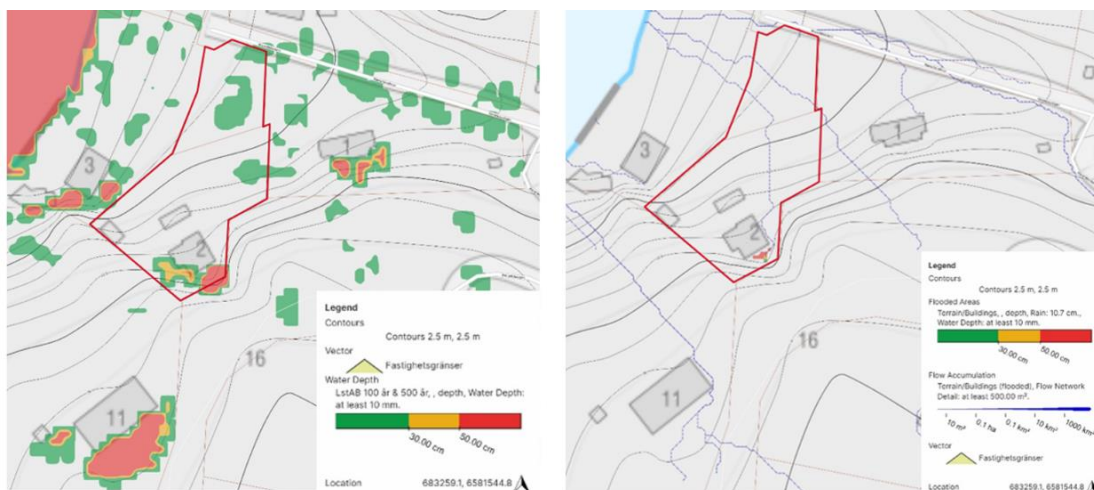 3
1
2
11
16
Legend
Contours
Contours 2.5 m, 2.5 m
Vector
Fastighetsgränser
Water Depth
LstAB 100 år & 500 år, , depth, Water Depth:
at least 10 mm.
30.00 cm
50.00 cm
Location
683259.1, 6581544.8
3
1
2
11
16
Legend
Contours
Contours 2.5 m, 2.5 m
Flooded Areas
Terrain/Buildings, , depth, Rain: 10.7 cm.,
Water Depth: at least 10 mm.
30.00 cm
50.00 cm
Flow Accumulation
Terrain/Buildings (flooded), Flow Network
Detail: at least 500.00 m².
10 m²
0.1 ha
0.1 km²
10 km²
1000 km²
Vector
Fastighetsgränser
Location
683259.1, 6581544.8